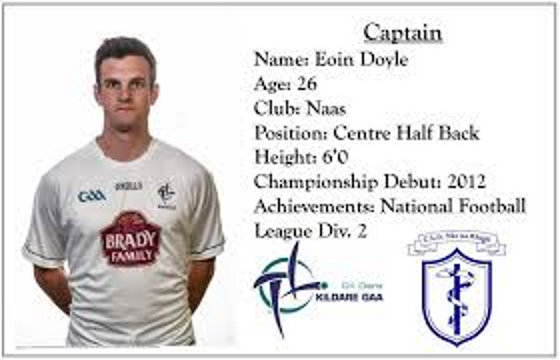 Captain
Name: Eoin Doyle
Age: 26
Club: Naas
Position: Centre Half Back
Height: 6'0
Championship Debut: 2012
Achievements: National Football
League Div. 2
GAA
O'NEILLS
BRADY
FAMILY
KILDARE GAA